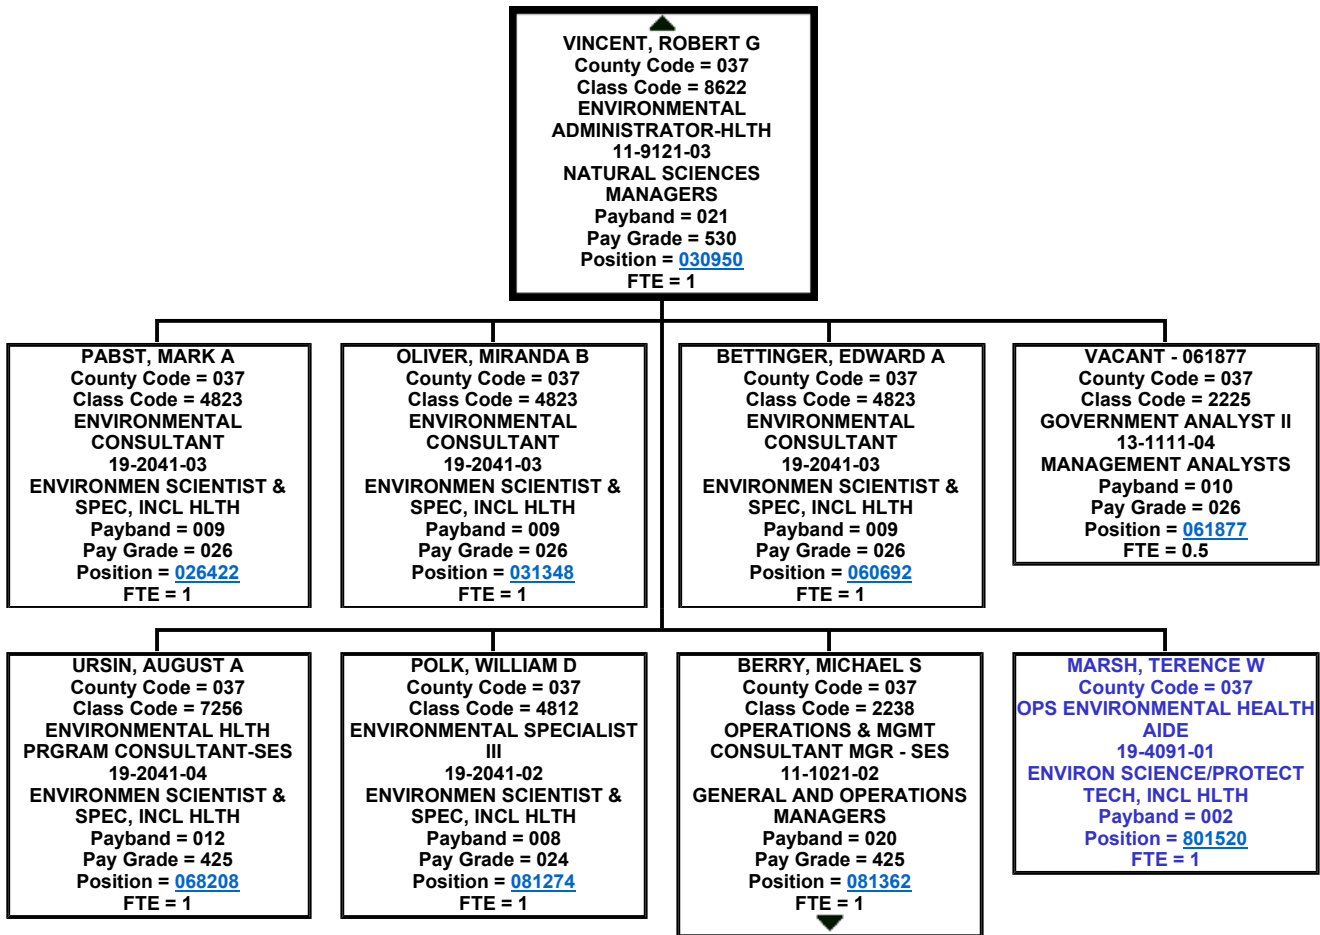 VINCENT, ROBERT G
County Code = 037
Class Code = 8622
ENVIRONMENTAL
ADMINISTRATOR-HLTH
11-9121-03
NATURAL SCIENCES
MANAGERS
Payband = 021
Pay Grade = 530
Position = 030950
FTE = 1
PABST, MARK A
County Code = 037
Class Code = 4823
ENVIRONMENTAL
CONSULTANT
19-2041-03
ENVIRONMEN SCIENTIST &
SPEC, INCL HLTH
Payband = 009
Pay Grade = 026
Position = 026422
FTE = 1
OLIVER, MIRANDA B
County Code = 037
Class Code = 4823
ENVIRONMENTAL
CONSULTANT
19-2041-03
ENVIRONMEN SCIENTIST &
SPEC, INCL HLTH
Payband = 009
Pay Grade = 026
Position = 031348
FTE = 1
BETTINGER, EDWARD A
County Code = 037
Class Code = 4823
ENVIRONMENTAL
CONSULTANT
19-2041-03
ENVIRONMEN SCIENTIST &
SPEC, INCL HLTH
Payband = 009
Pay Grade = 026
Position = 060692
FTE = 1
VACANT - 061877
County Code = 037
Class Code = 2225
GOVERNMENT ANALYST II
13-1111-04
MANAGEMENT ANALYSTS
Payband = 010
Pay Grade = 026
Position = 061877
FTE = 0.5
URSIN, AUGUST A
County Code = 037
Class Code = 7256
ENVIRONMENTAL HLTH
PRGRAM CONSULTANT-SES
19-2041-04
ENVIRONMEN SCIENTIST &
SPEC, INCL HLTH
Payband = 012
Pay Grade = 425
Position = 068208
FTE = 1
POLK, WILLIAM D
County Code = 037
Class Code = 4812
ENVIRONMENTAL SPECIALIST
III
19-2041-02
ENVIRONMEN SCIENTIST &
SPEC, INCL HLTH
Payband = 008
Pay Grade = 024
Position = 081274
FTE = 1
BERRY, MICHAEL S
County Code = 037
Class Code = 2238
OPERATIONS & MGMT
CONSULTANT MGR - SES
11-1021-02
GENERAL AND OPERATIONS
MANAGERS
Payband = 020
Pay Grade = 425
Position = 081362
FTE = 1
MARSH, TERENCE W
County Code = 037
OPS ENVIRONMENTAL HEALTH
AIDE
19-4091-01
ENVIRON SCIENCE/PROTECT
TECH, INCL HLTH
Payband = 002
Position = 801520
FTE = 1